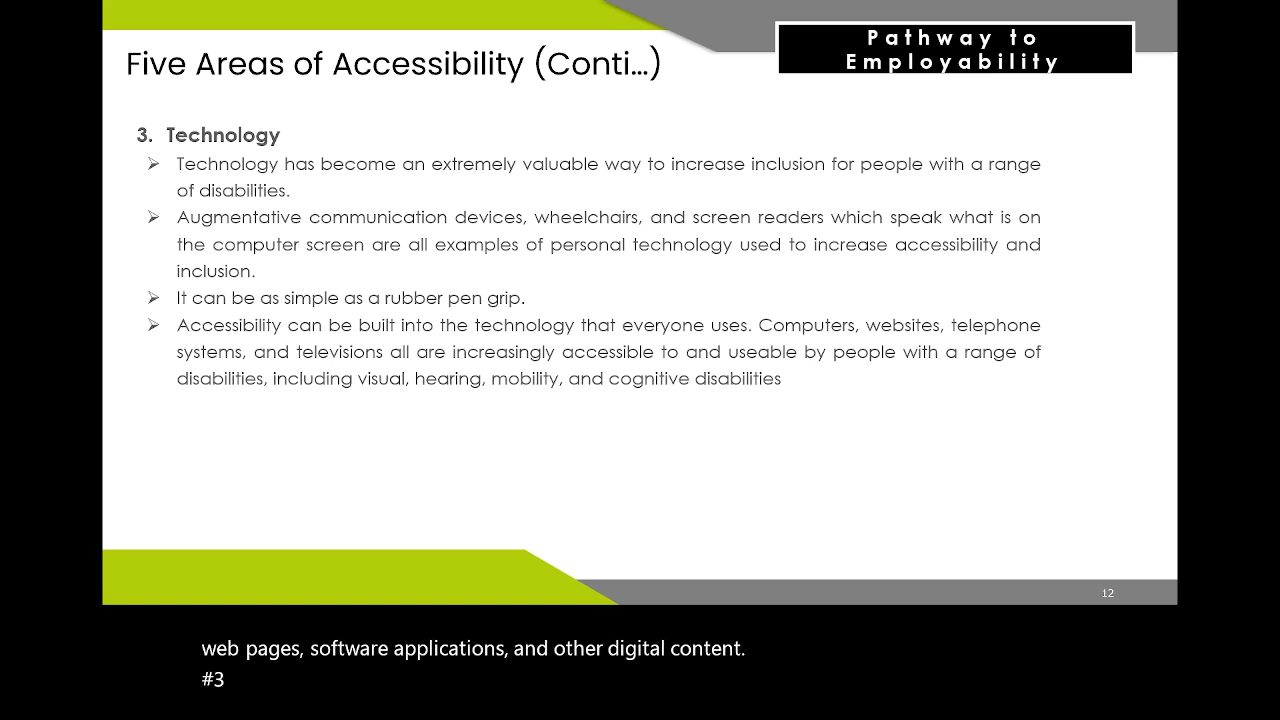 Pathway to
Employability
Five Areas of Accessibility (Conti...)
3. Technology
➢ Technology has become an extremely valuable way to increase inclusion for people with a range
of disabilities.
➢ Augmentative communication devices, wheelchairs, and screen readers which speak what is on
the computer screen are all examples of personal technology used to increase accessibility and
inclusion.
➢ It can be as simple as a rubber pen grip.
➢ Accessibility can be built into the technology that everyone uses. Computers, websites, telephone
systems, and televisions all are increasingly accessible to and useable by people with a range of
disabilities, including visual, hearing, mobility, and cognitive disabilities
12
web pages, software applications, and other digital content.
#3